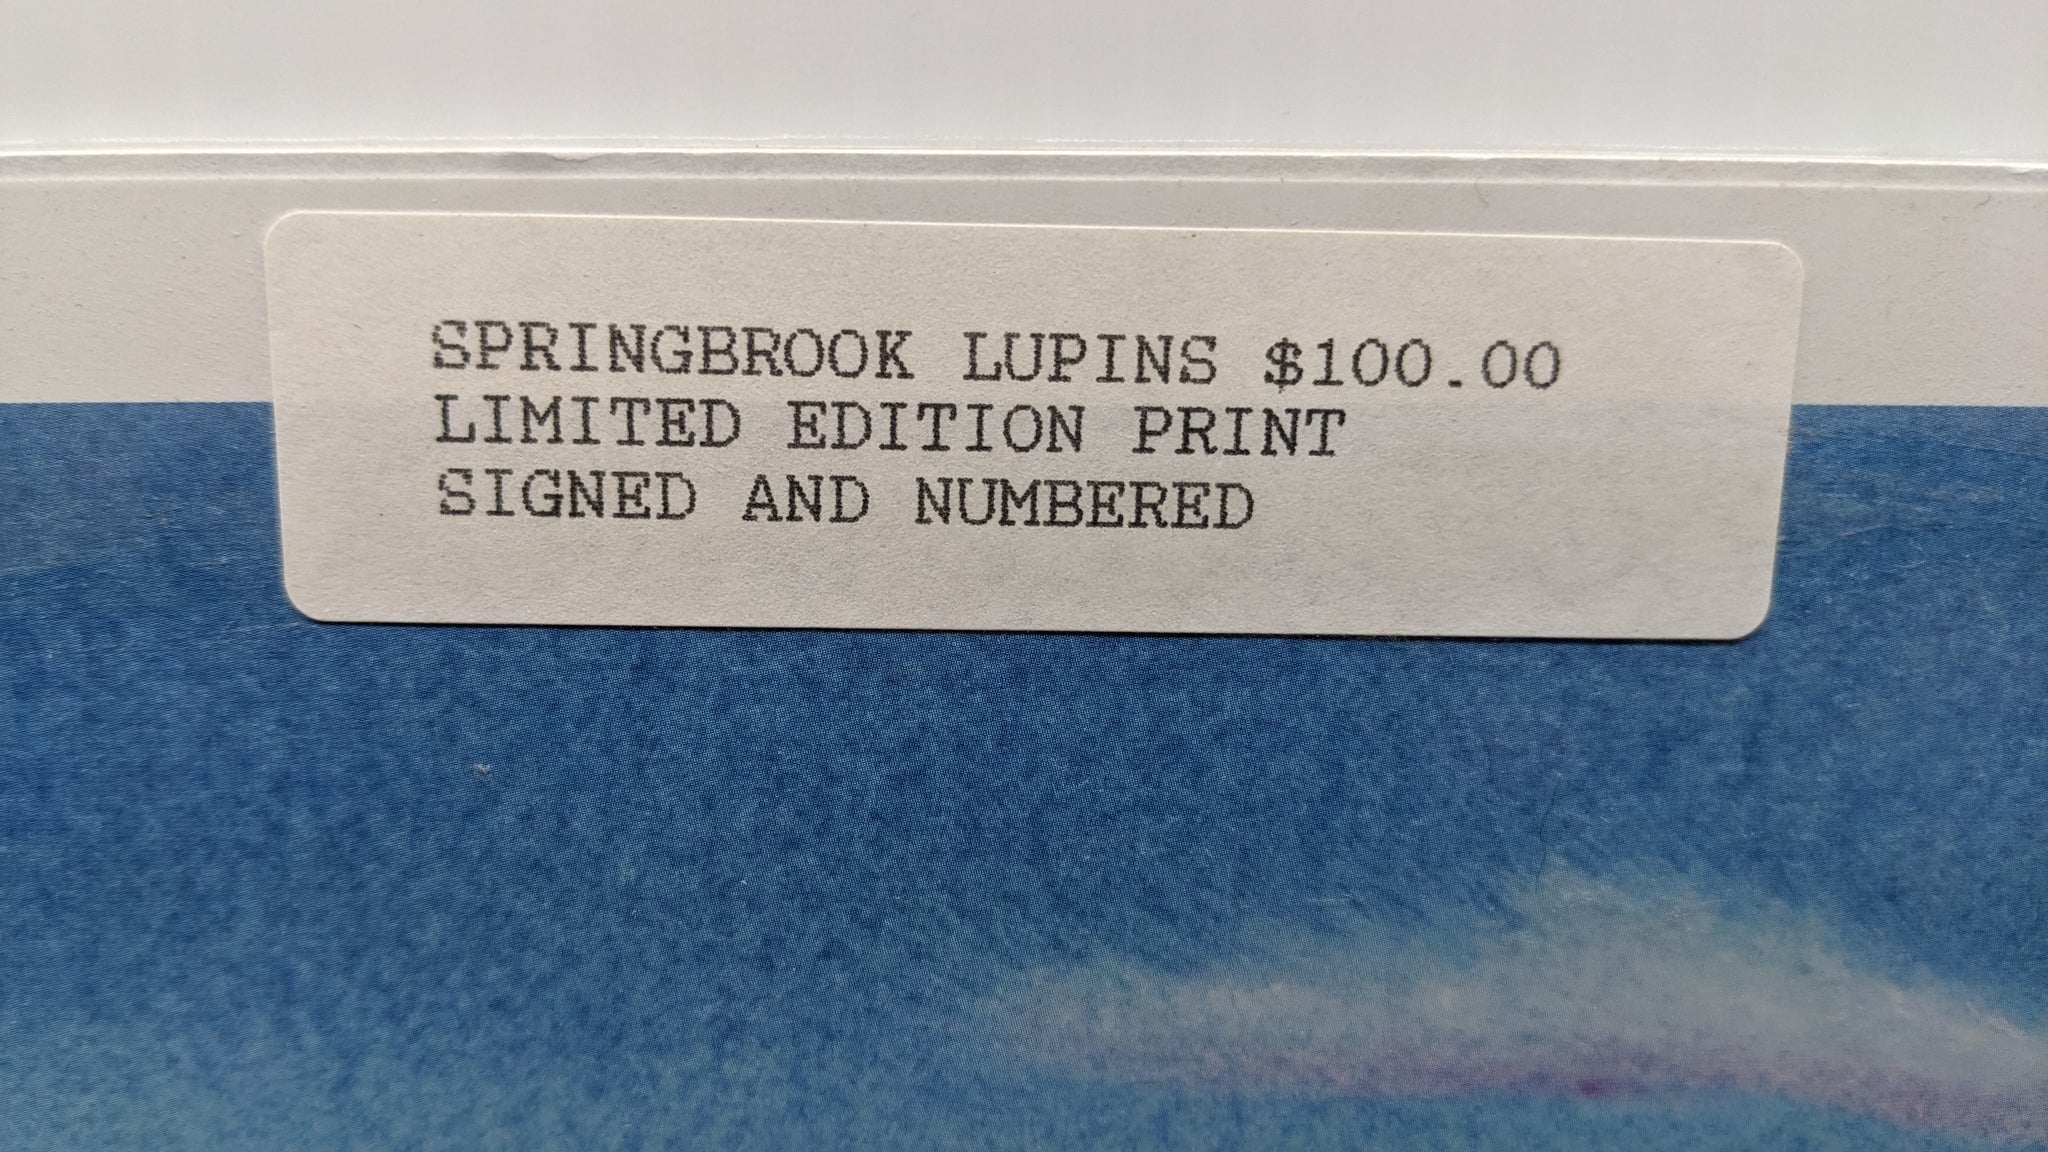 SPRINGBROOK LUPINS $100.00
LIMITED EDITION PRINT
SIGNED AND NUMBERED